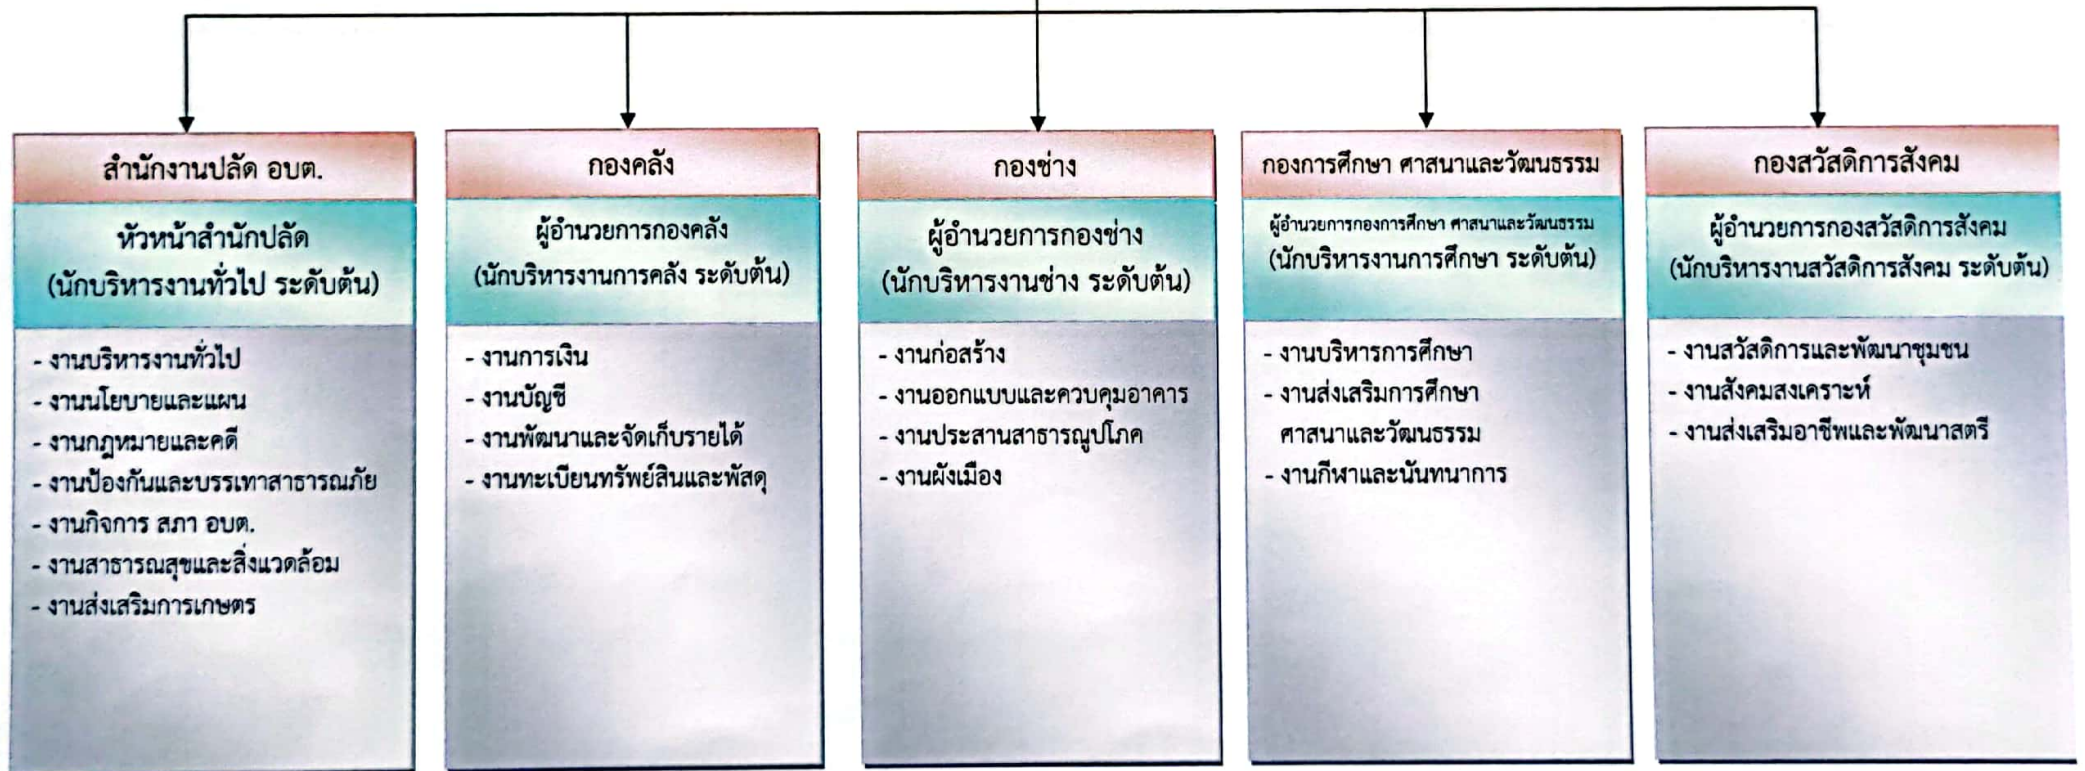 สำนักงานปลัด อบต.
หัวหน้าสำนักปลัด
(นักบริหารงานทั่วไป ระดับต้น)
- งานบริหารงานทั่วไป
- งานนโยบายและแผน
- งานกฎหมายและคดี
- งานป้องกันและบรรเทาสาธารณภัย
- งานกิจการ สภา อบต.
- งานสาธารณสุขและสิ่งแวดล้อม
- งานส่งเสริมการเกษตร
กองคลัง
ผู้อำนวยการกองคลัง
(นักบริหารงานการคลัง ระดับต้น)
- งานการเงิน
- งานบัญชี
- งานพัฒนาและจัดเก็บรายได้
- งานทะเบียนทรัพย์สินและพัสดุ
กองช่าง
ผู้อำนวยการกองช่าง
(นักบริหารงานช่าง ระดับต้น)
- งานก่อสร้าง
- งานออกแบบและควบคุมอาคาร
- งานประสานสาธารณูปโภค
- งานผังเมือง
กองการศึกษา ศาสนาและวัฒนธรรม
ผู้อำนวยการกองการศึกษา ศาสนาและวัฒนธรรม
(นักบริหารงานการศึกษา ระดับต้น)
- งานบริหารการศึกษา
- งานส่งเสริมการศึกษา
ศาสนาและวัฒนธรรม
- งานกีฬาและนันทนาการ
กองสวัสดิการสังคม
ผู้อำนวยการกองสวัสดิการสังคม
(นักบริหารงานสวัสดิการสังคม ระดับต้น)
- งานสวัสดิการและพัฒนาชุมชน
- งานสังคมสงเคราะห์
- งานส่งเสริมอาชีพและพัฒนาสตรี